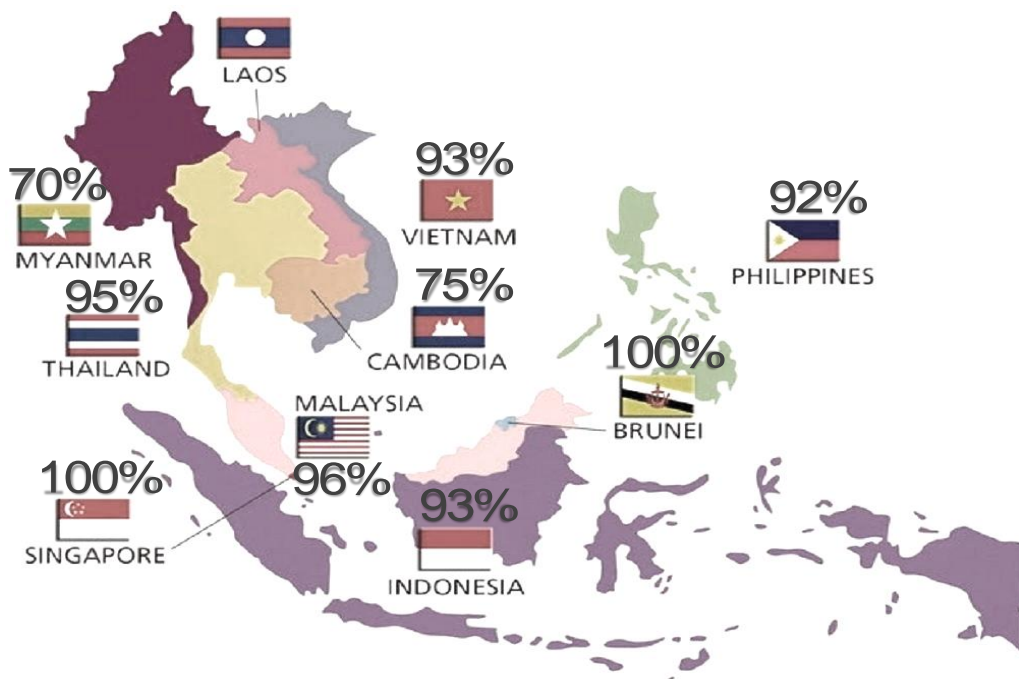 LAOS
93%
VIETNAM
70%
MYANMAR
92%
PHILIPPINES
95%
THAILAND
75%
CAMBODIA
100%
BRUNEI
MALAYSIA
96%
100%
SINGAPORE
93%
INDONESIA